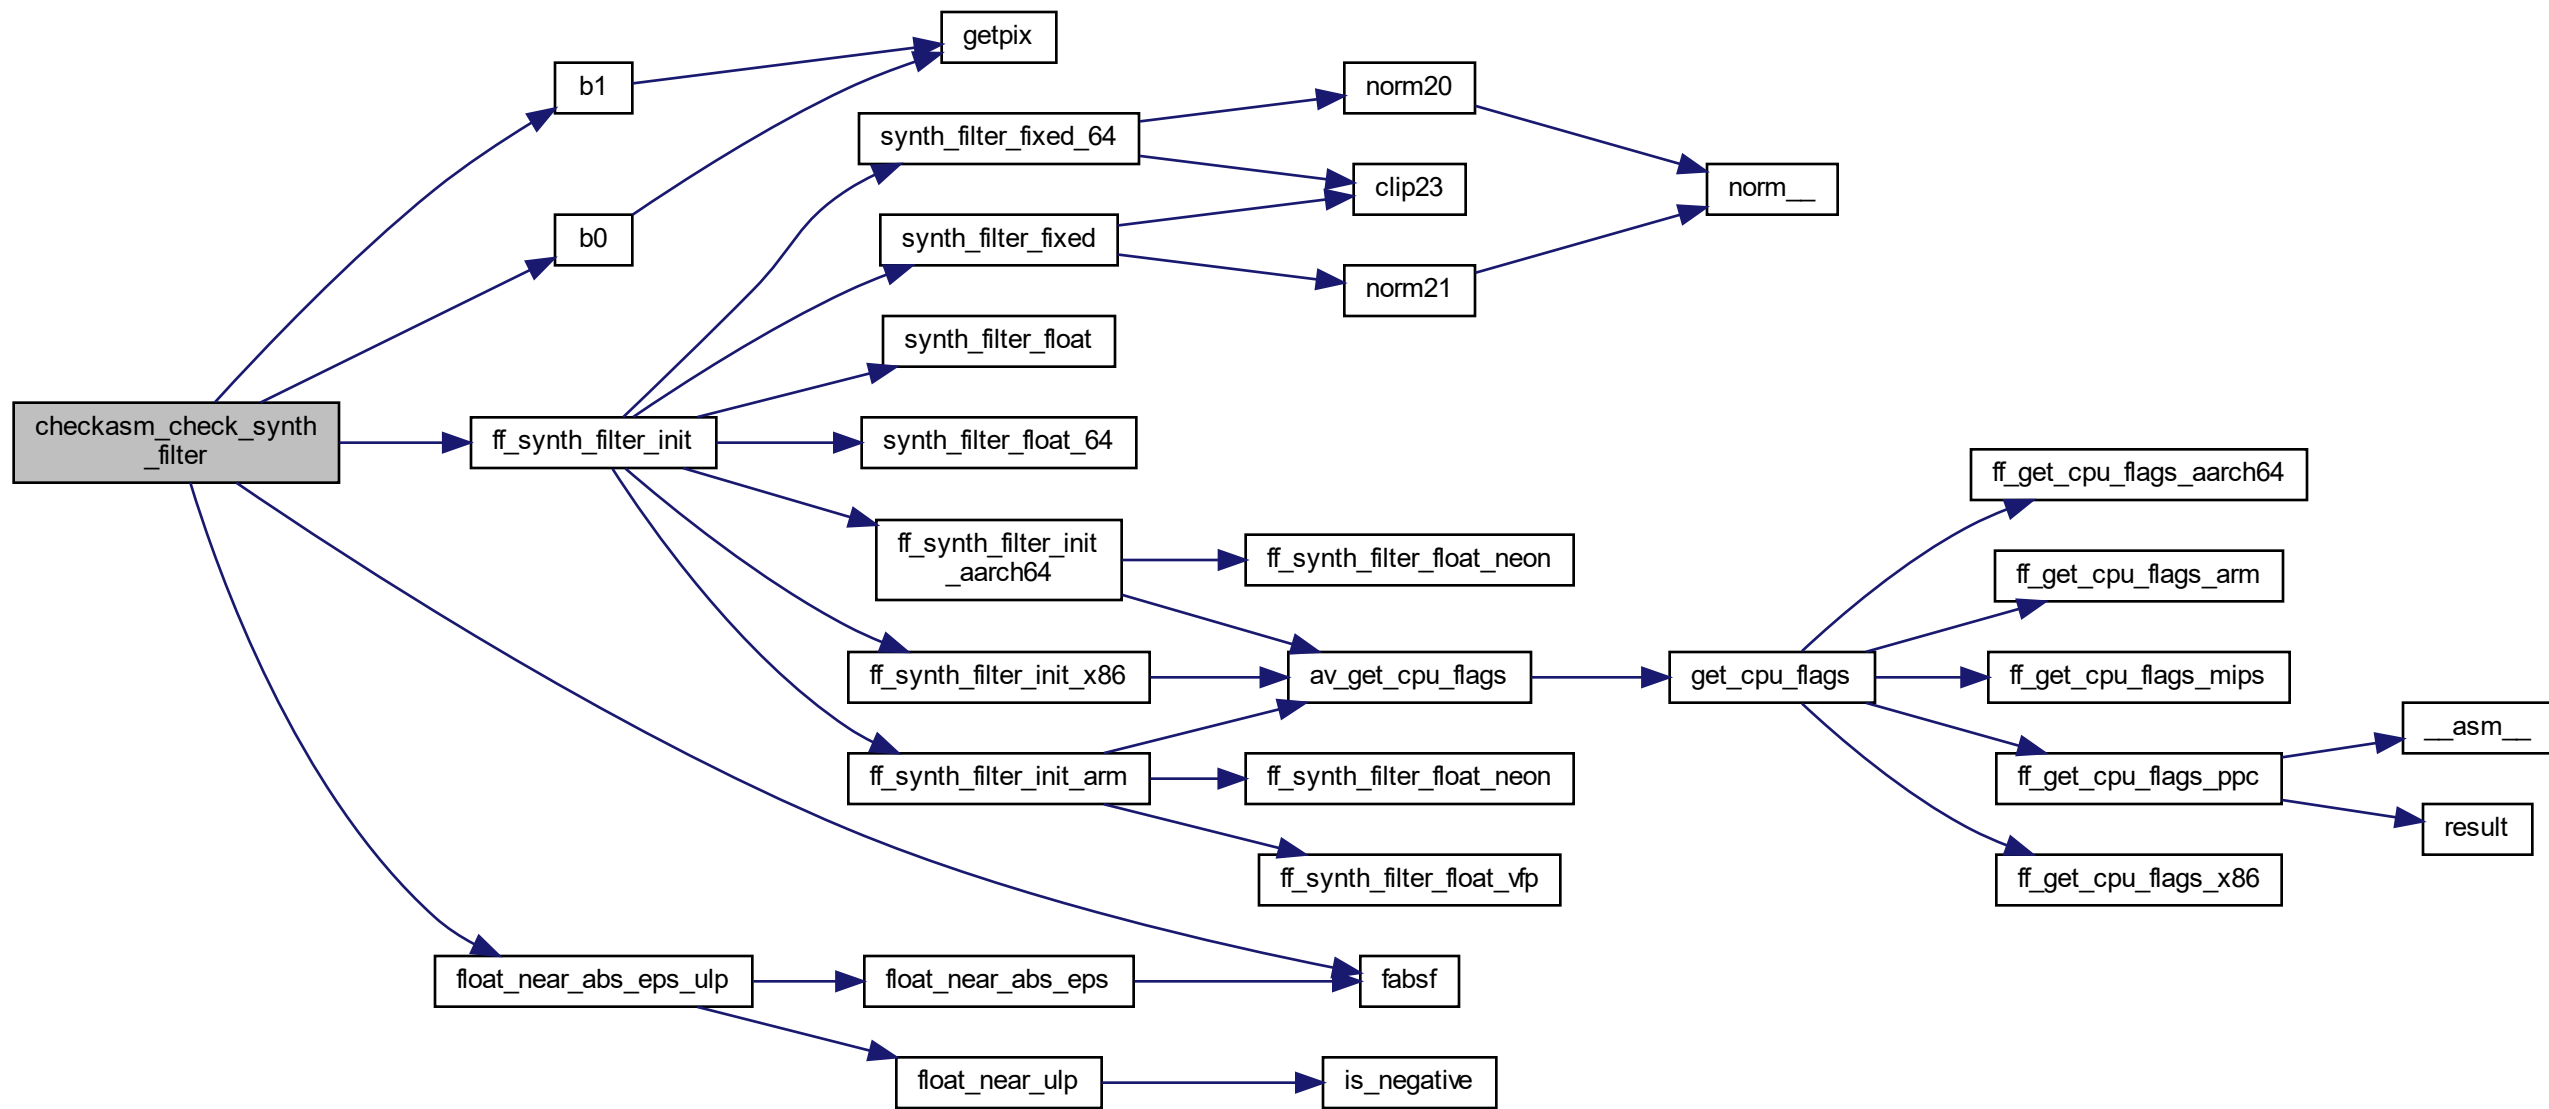 getpix
b1
norm20
synth_filter_fixed_64
clip23
norm__
b0
synth_filter_fixed
norm21
synth_filter_float
checkasm_check_synth
_filter
ff_synth_filter_init
synth_filter_float_64
ff_get_cpu_flags_aarch64
ff_synth_filter_init
_aarch64
ff_synth_filter_float_neon
ff_get_cpu_flags_arm
ff_synth_filter_init_x86
av_get_cpu_flags
get_cpu_flags
ff_get_cpu_flags_mips
__asm__
ff_synth_filter_init_arm
ff_synth_filter_float_neon
ff_get_cpu_flags_ppc
result
ff_synth_filter_float_vfp
ff_get_cpu_flags_x86
float_near_abs_eps_ulp
float_near_abs_eps
fabsf
float_near_ulp
is_negative